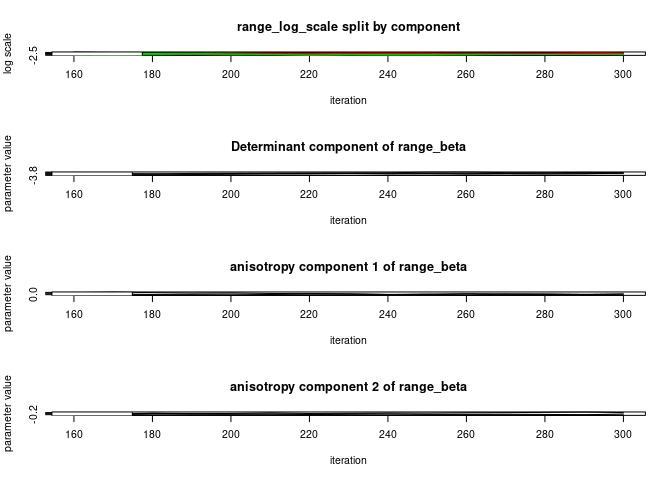 range_log_scale split by component
log scale
-2.5
160 180 200 220 240 260 280 300
iteration
Determinant component of range_beta
parameter value
-3.8
160 180 200 220 240 260 280 300
iteration
anisotropy component 1 of range_beta
parameter value
0.0
160 180 200 220 240 260 280 300
iteration
anisotropy component 2 of range_beta
parameter value
-0.2
160 180 200 220 240 260 280 300
iteration